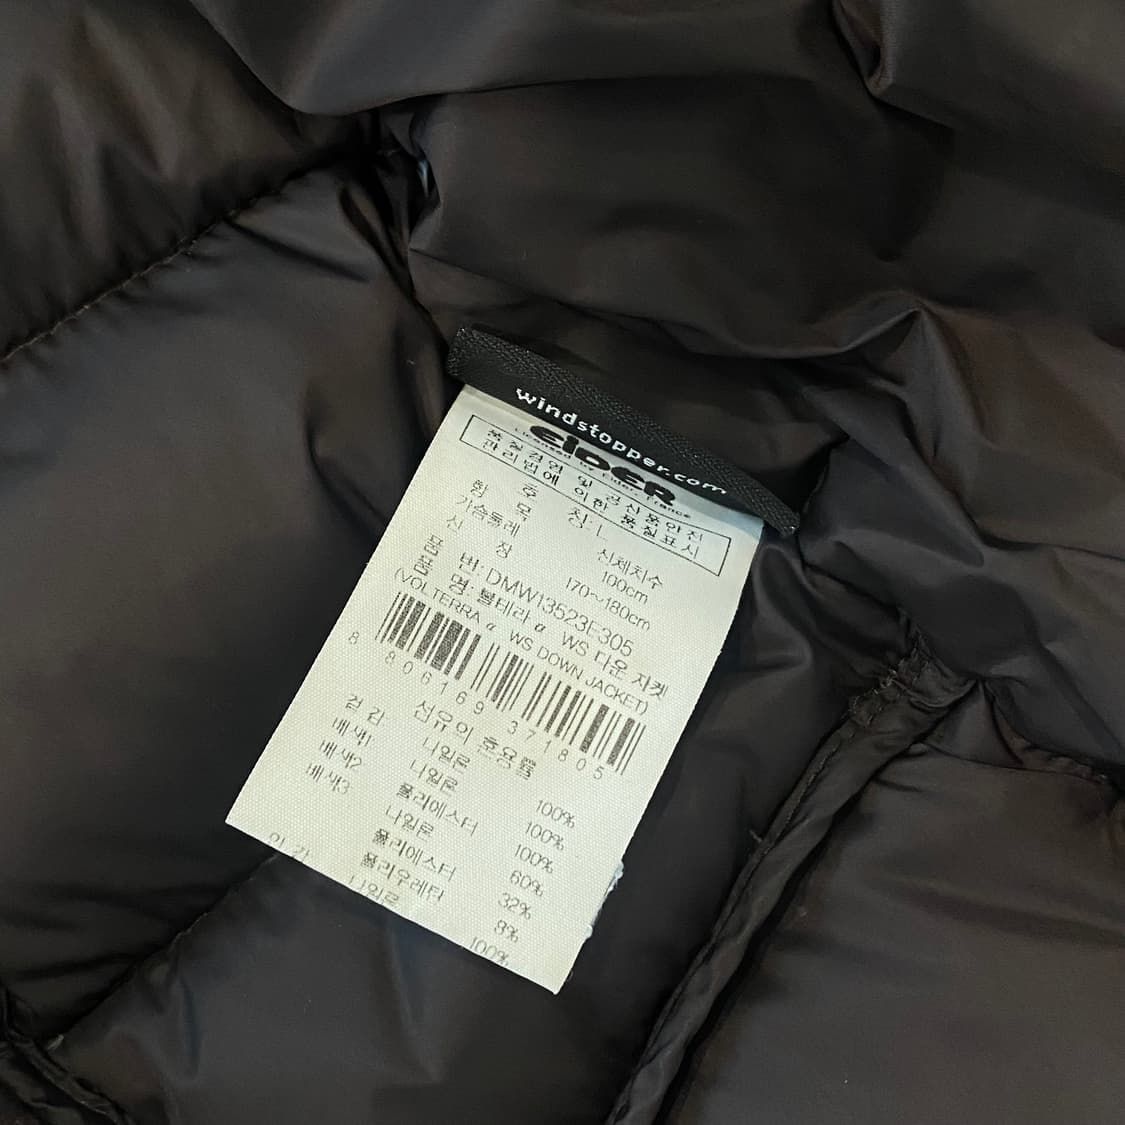 windstopper.com
EiDER
Licensed by Eider, France
품질경영 및 공산품안전
관리법에 의한 품질표시
항 목 신체치수
호 칭: L
가슴둘레 100cm
신 장 170~180cm
품 번: DMW13523E305
품 명: 볼테라 α WS 다운 자켓
(VOLTERRA α WS DOWN JACKET)
8 806169 371805
섬유의 혼용률
겉 감 나일론 100%
배색1 나일론 100%
배색2 폴리에스터 100%
배색3 나일론 60%
폴리에스터 32%
폴리우레탄 8%
안 감 나일론 100%